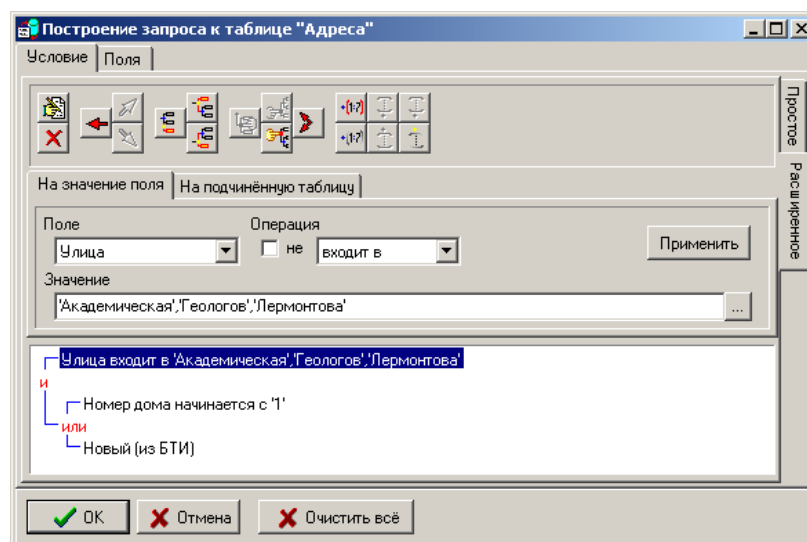 Построение запроса к таблице "Адреса"
Условие Поля
Простое
Расширенное
+(1·?)
+(1·?)
На значение поля На подчинённую таблицу
Поле Операция
Улица не входит в Применить
Значение
'Академическая','Геологов','Лермонтова' ...
Улица входит в 'Академическая','Геологов','Лермонтова'
и
Номер дома начинается с '1'
или
Новый (из БТИ)
OK Отмена Очистить всё